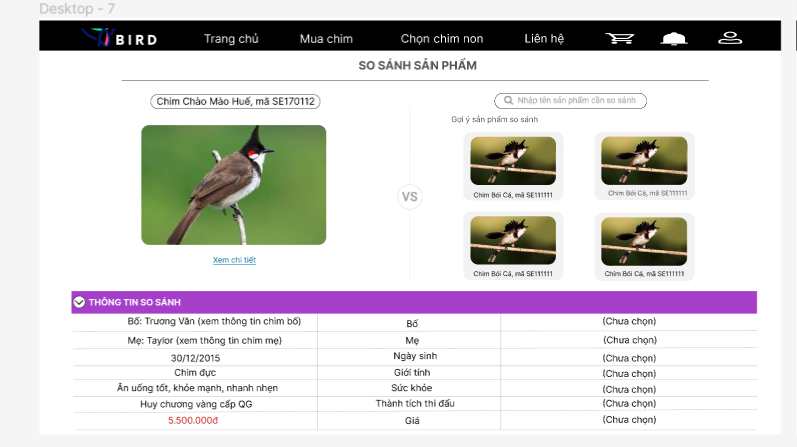 Desktop - 7
BIRD
Trang chủ Mua chim Chọn chim non Liên hệ
SO SÁNH SẢN PHẨM
Chim Chào Mào Huế, mã SE170112
Nhập tên sản phẩm cần so sánh
Gợi ý sản phẩm so sánh
Chim Bói Cá, mã SE111111
Chim Bói Cá, mã SE111111
VS
Chim Bói Cá, mã SE111111
Chim Bói Cá, mã SE111111
Xem chi tiết
THÔNG TIN SO SÁNH
Bố: Trương Văn (xem thông tin chim bố) Bố (Chưa chọn)
Mẹ: Taylor (xem thông tin chim mẹ) Mẹ (Chưa chọn)
30/12/2015 Ngày sinh (Chưa chọn)
Chim đực Giới tính (Chưa chọn)
Ăn uống tốt, khỏe mạnh, nhanh nhẹn Sức khỏe (Chưa chọn)
Huy chương vàng cấp QG Thành tích thi đấu (Chưa chọn)
5.500.000đ Giá (Chưa chọn)